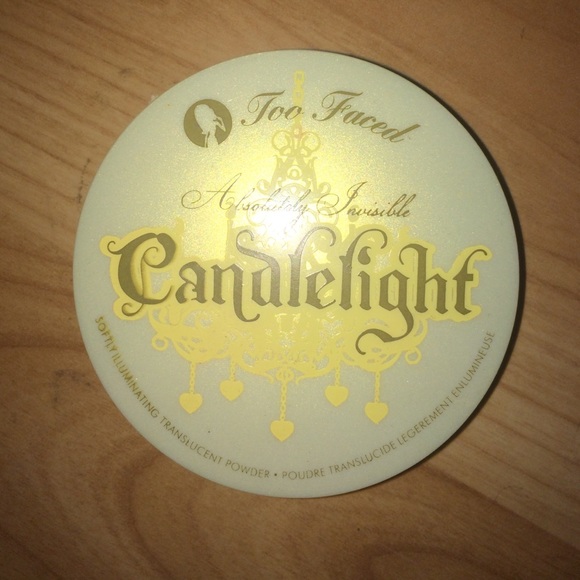 Too Faced
Absolutely Invisible
Candlelight
SOFTLY ILLUMINATING TRANSLUCENT POWDER • POUDRE TRANSLUCIDE LÉGÈREMENT ENLUMINEUSE